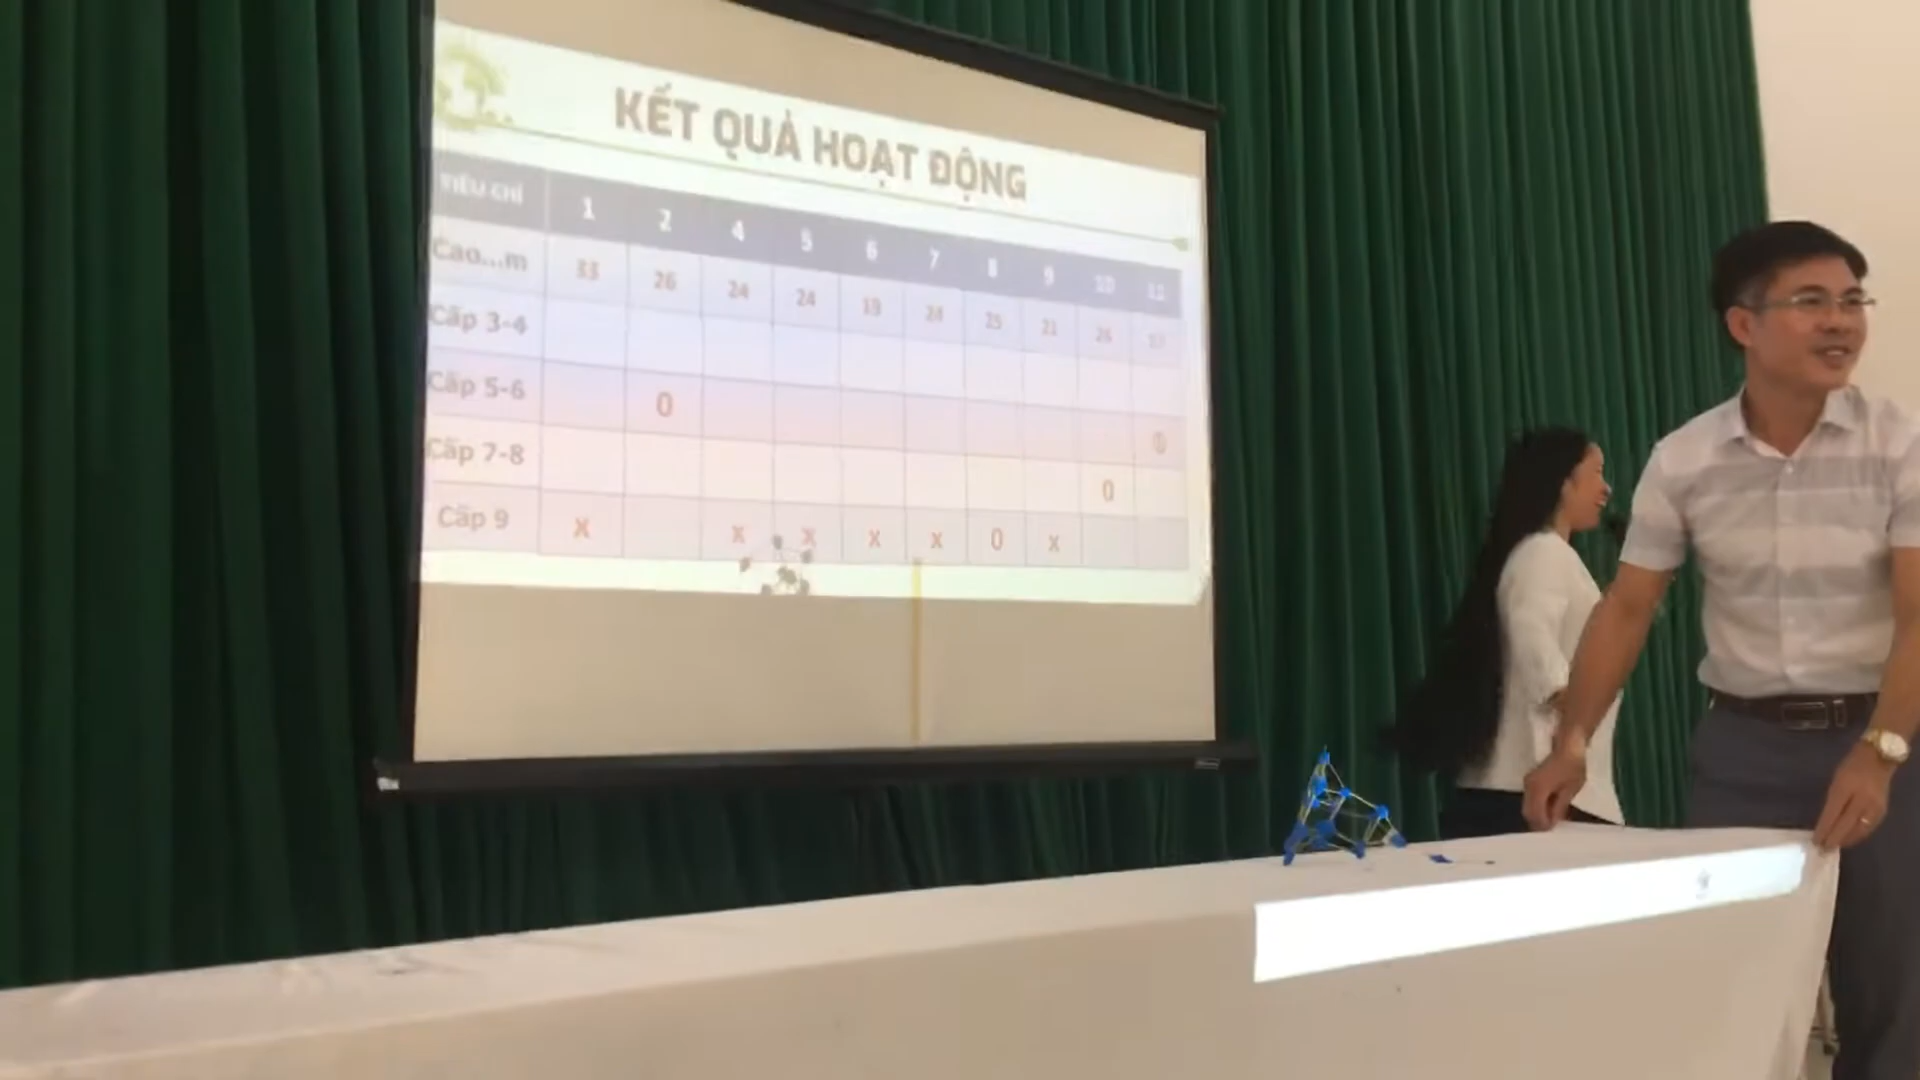 KẾT QUẢ HOẠT ĐỘNG
TIÊU CHÍ 1 2 4 5 6 7 8 9 10 11
Cao...m 33 26 24 24 19 24 25 21 26
Cấp 3-4
Cấp 5-6 0 0
Cấp 7-8 0
Cấp 9 x x x x x 0 x